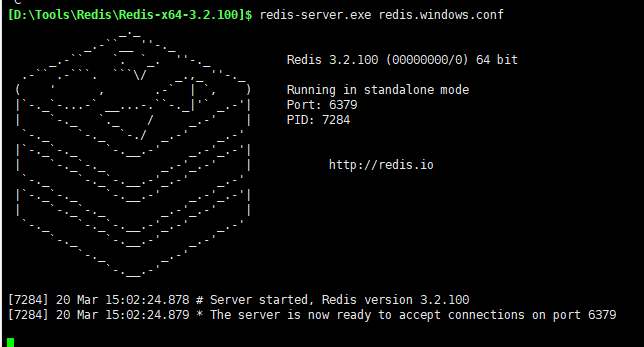 [D:\Tools\Redis\Redis-x64-3.2.100]$ redis-server.exe redis.windows.conf
Redis 3.2.100 (00000000/0) 64 bit
Running in standalone mode
Port: 6379
PID: 7284
http://redis.io
[7284] 20 Mar 15:02:24.878 # Server started, Redis version 3.2.100
[7284] 20 Mar 15:02:24.879 * The server is now ready to accept connections on port 6379